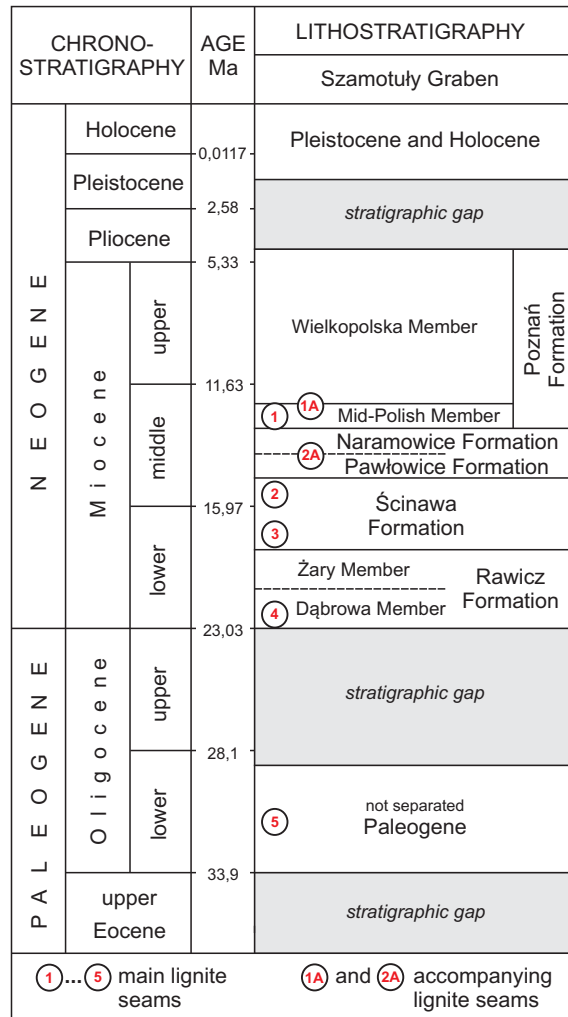 CHRONO-
STRATIGRAPHY
AGE
Ma
LITHOSTRATIGRAPHY
Szamotuły Graben
NEOGENE
Holocene
0,0117
Pleistocene and Holocene
Pleistocene
2,58
stratigraphic gap
Pliocene
5,33
Miocene
upper
Wielkopolska Member
Poznań
Formation
11,63
1A
1
Mid-Polish Member
middle
Naramowice Formation
2A
Pawłowice Formation
2
15,97
Ścinawa
Formation
3
lower
Żary Member
Rawicz
Formation
4
Dąbrowa Member
23,03
PALEOGENE
Oligocene
upper
stratigraphic gap
28,1
lower
not separated
5
Paleogene
33,9
upper
Eocene
stratigraphic gap
1 ... 5 main lignite
seams
1A and 2A accompanying
lignite seams